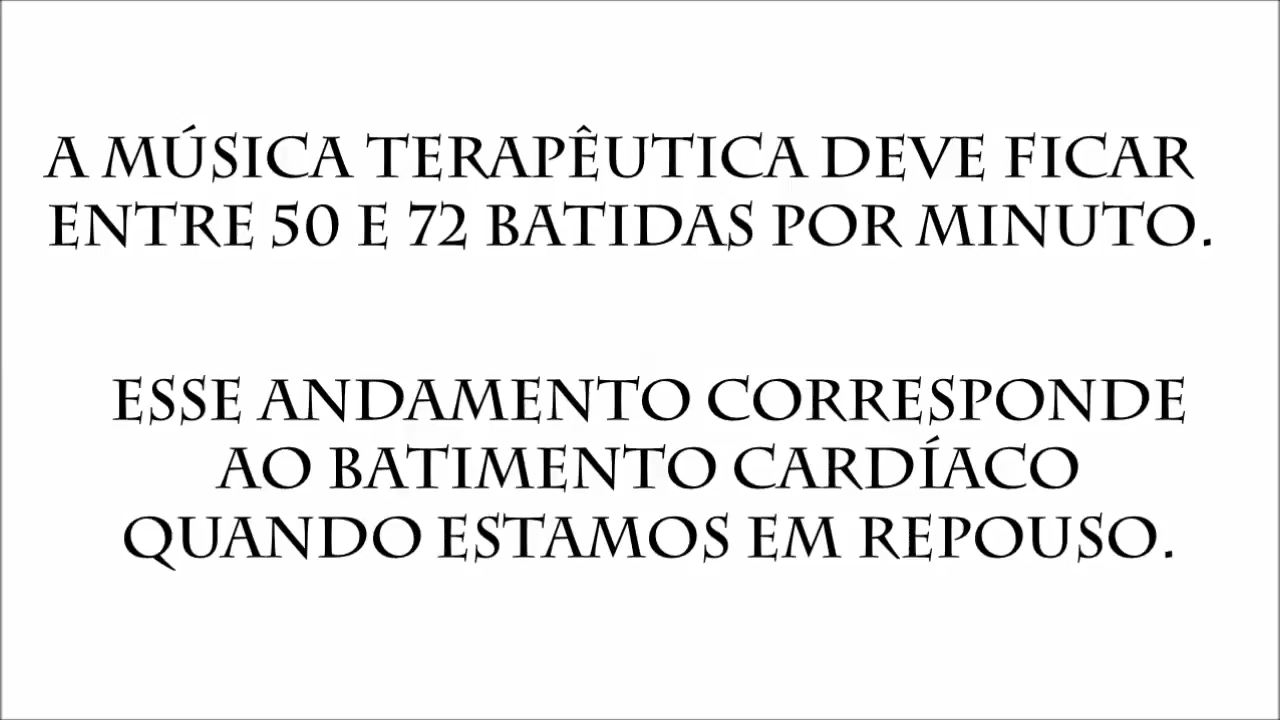 A MÚSICA TERAPÊUTICA DEVE FICAR
ENTRE 50 E 72 BATIDAS POR MINUTO.
ESSE ANDAMENTO CORRESPONDE
AO BATIMENTO CARDÍACO
QUANDO ESTAMOS EM REPOUSO.